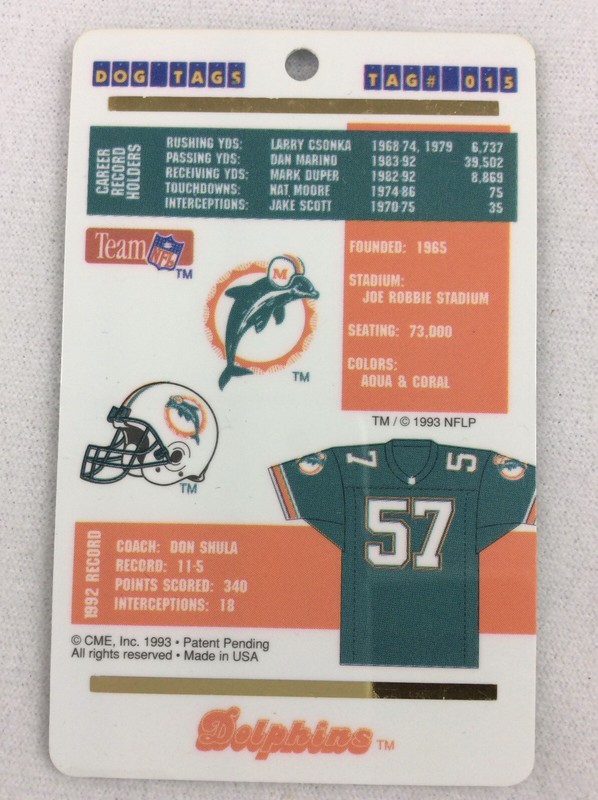 DOG TAGS
TAG# 015
CAREER RECORD HOLDERS
RUSHING YDS: LARRY CSONKA 1968-74, 1979 6,737
PASSING YDS: DAN MARINO 1983-92 39,502
RECEIVING YDS: MARK DUPER 1982-92 8,869
TOUCHDOWNS: NAT MOORE 1974-86 75
INTERCEPTIONS: JAKE SCOTT 1970-75 35
Team NFL TM
M
TM
FOUNDED: 1965
STADIUM:
JOE ROBBIE STADIUM
SEATING: 73,000
COLORS:
AQUA & CORAL
TM / © 1993 NFLP
TM
57
57
1992 RECORD
COACH: DON SHULA
RECORD: 11-5
POINTS SCORED: 340
INTERCEPTIONS: 18
© CME, Inc. 1993 • Patent Pending
All rights reserved • Made in USA
Dolphins TM